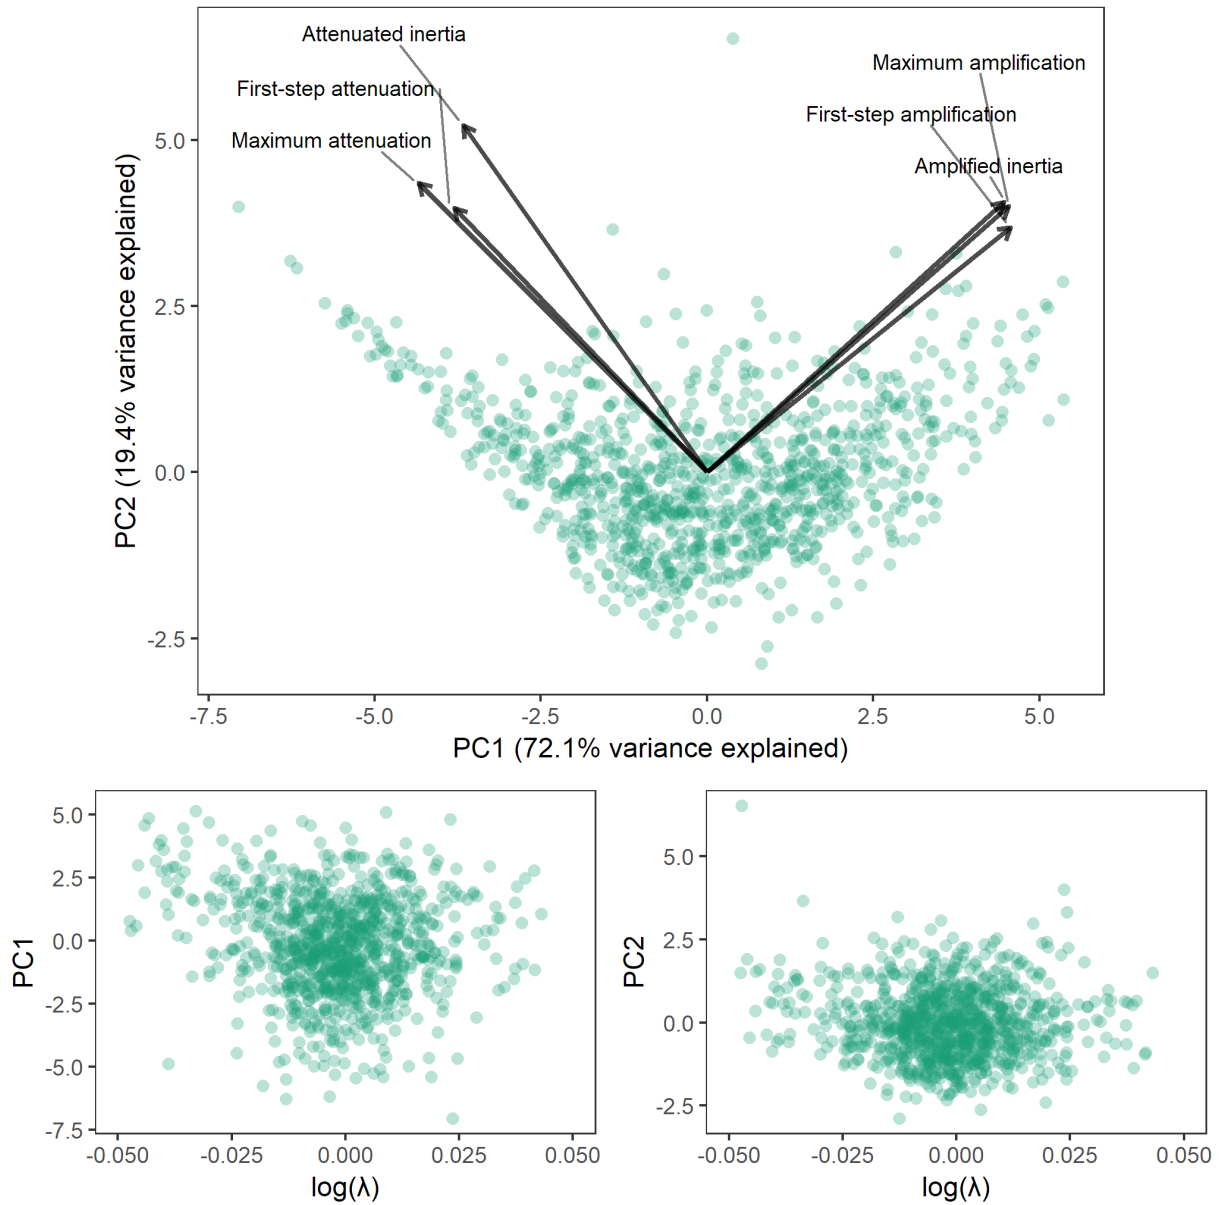 Attenuated inertia
Maximum amplification
First-step attenuation
First-step amplification
Maximum attenuation
Amplified inertia
PC2 (19.4% variance explained)
5.0
2.5
0.0
-2.5
-7.5 -5.0 -2.5 0.0 2.5 5.0
PC1 (72.1% variance explained)
PC1
5.0
2.5
0.0
-2.5
-5.0
-7.5
-0.050 -0.025 0.000 0.025 0.050
log(λ)
PC2
5.0
2.5
0.0
-2.5
-0.050 -0.025 0.000 0.025 0.050
log(λ)